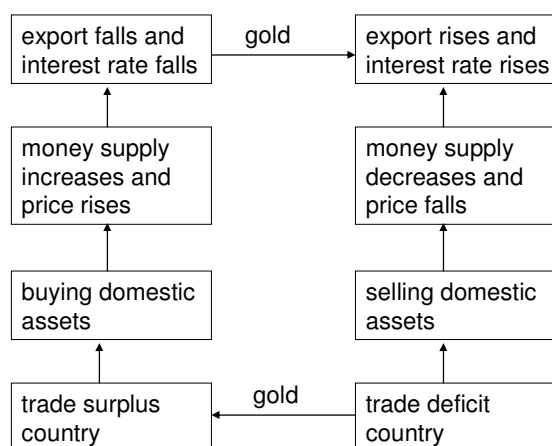 export falls and
interest rate falls
gold
export rises and
interest rate rises
money supply
increases and
price rises
money supply
decreases and
price falls
buying domestic
assets
selling domestic
assets
trade surplus
country
gold
trade deficit
country